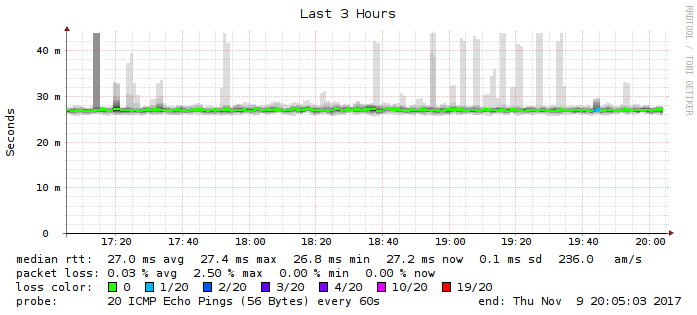 Last 3 Hours
RRDTOOL / TOBI OETIKER
Seconds
40 m
30 m
20 m
10 m
0
17:20 17:40 18:00 18:20 18:40 19:00 19:20 19:40 20:00
median rtt: 27.0 ms avg 27.4 ms max 26.8 ms min 27.2 ms now 0.1 ms sd 236.0 am/s
packet loss: 0.03 % avg 2.50 % max 0.00 % min 0.00 % now
loss color: 0 1/20 2/20 3/20 4/20 10/20 19/20
probe: 20 ICMP Echo Pings (56 Bytes) every 60s end: Thu Nov 9 20:05:03 2017